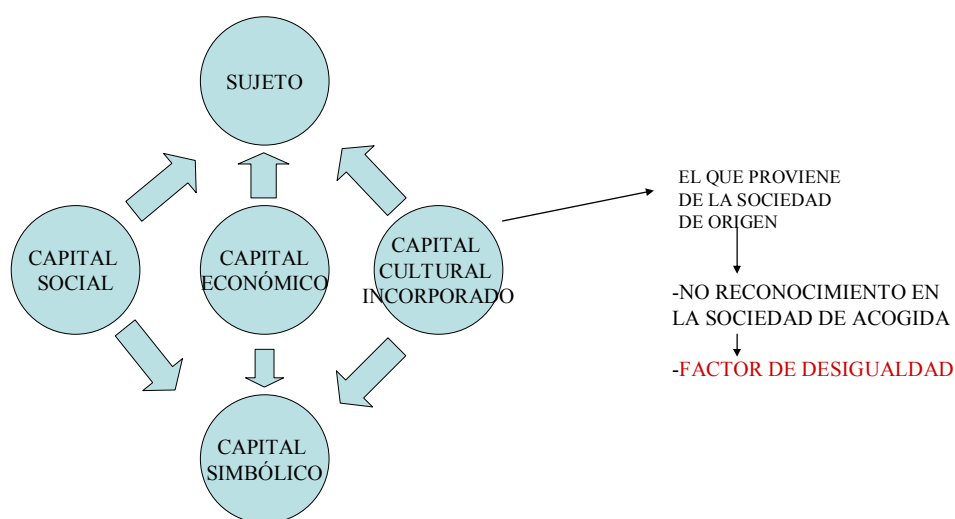 SUJETO
CAPITAL
SOCIAL
CAPITAL
ECONÓMICO
CAPITAL
CULTURAL
INCORPORADO
CAPITAL
SIMBÓLICO
EL QUE PROVIENE
DE LA SOCIEDAD
DE ORIGEN
-NO RECONOCIMIENTO EN
LA SOCIEDAD DE ACOGIDA
-FACTOR DE DESIGUALDAD